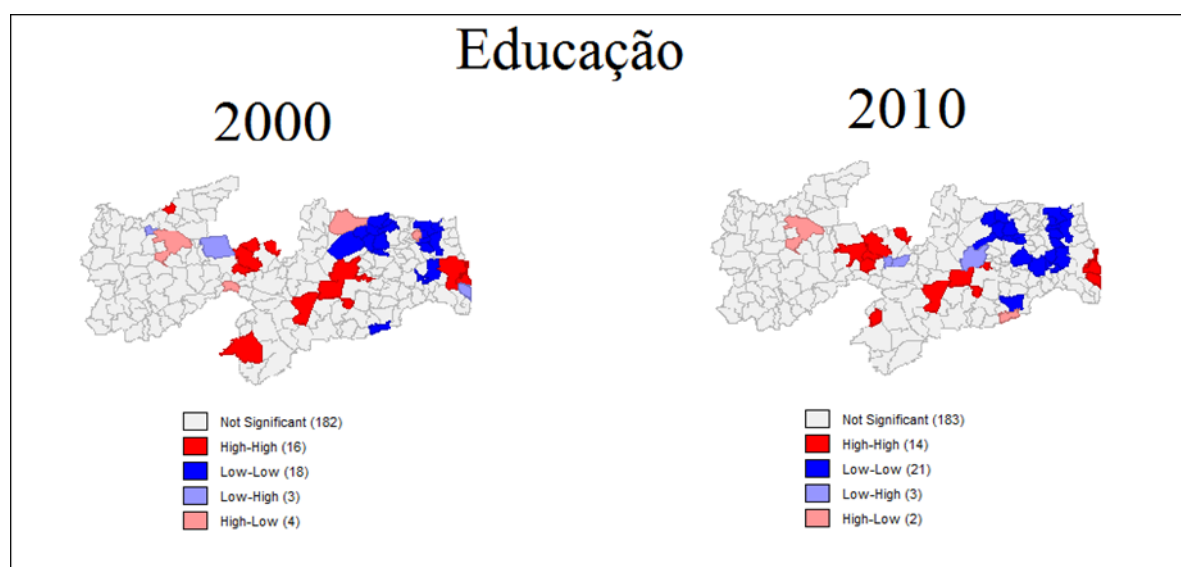 Educação
2000
2010
Not Significant (182)
High-High (16)
Low-Low (18)
Low-High (3)
High-Low (4)
Not Significant (183)
High-High (14)
Low-Low (21)
Low-High (3)
High-Low (2)